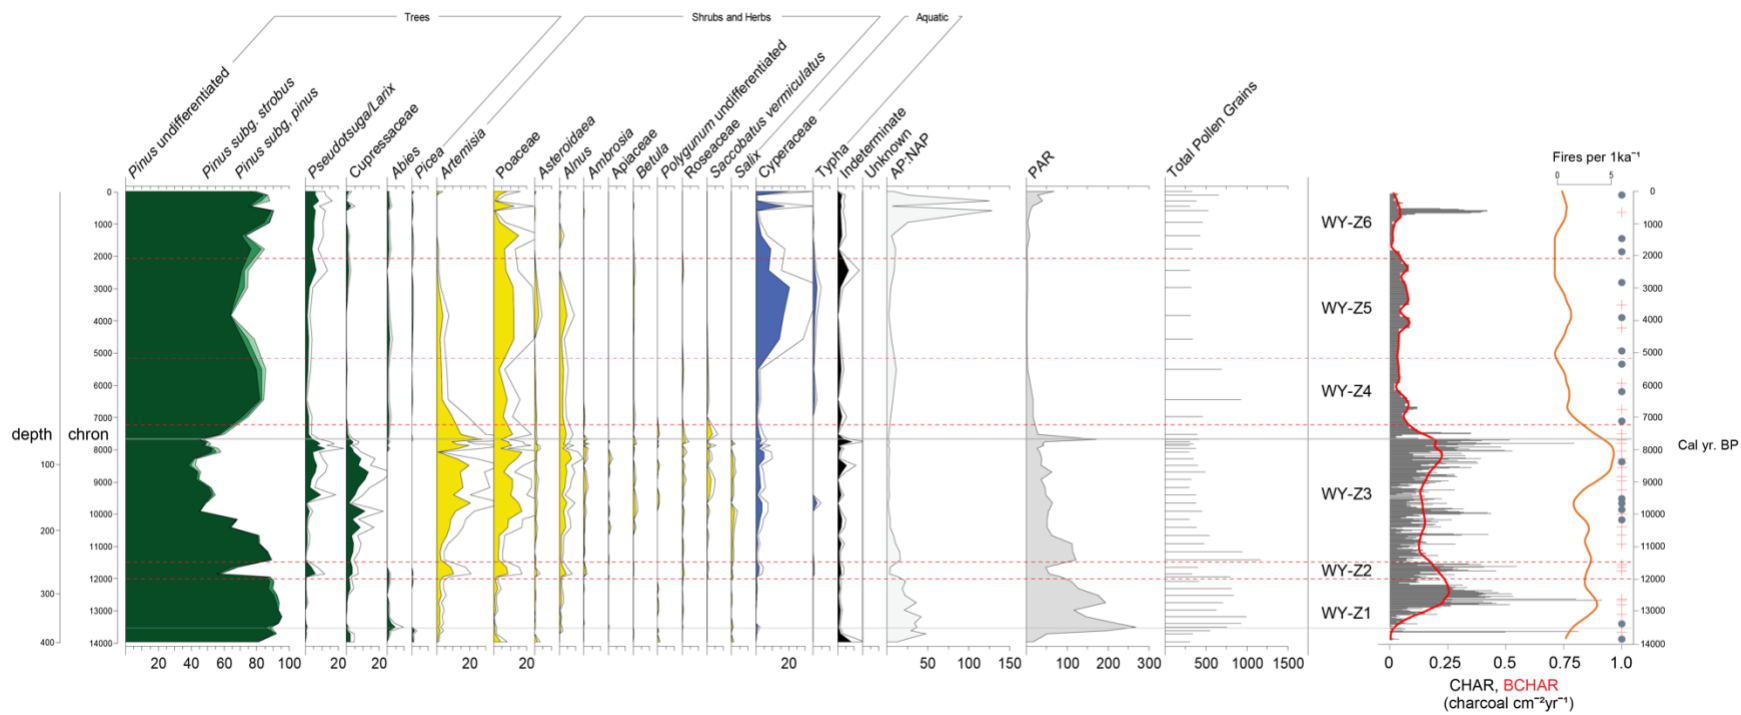 Trees
Shrubs and Herbs
Aquatic
Pinus undifferentiated
Pinus subg. strobus
Pinus subg, pinus
Pseudotsuga/Larix
Cupressaceae
Abies
Picea
Artemisia
Poaceae
Asteroidaea
Alnus
Ambrosia
Apiaceae
Betula
Polygonum undifferentiated
Roseaceae
Saccobatus vermiculatus
Salix
Cyperaceae
Typha
Indeterminate
Unknown
AP:NAP
PAR
Total Pollen Grains
Fires per 1ka⁻¹
0 5
depth chron
100
200
300
400
0
1000
2000
3000
4000
5000
6000
7000
8000
9000
10000
11000
12000
13000
14000
WY-Z6
WY-Z5
WY-Z4
WY-Z3
WY-Z2
WY-Z1
0
1000
2000
3000
4000
5000
6000
7000
8000
9000
10000
11000
12000
13000
14000
Cal yr. BP
20 40 60 80 100 20 20 20 20 20 50 100 150 100 200 300 500 1000 1500
0 0.25 0.50 0.75 1.0
CHAR, BCHAR
(charcoal cm⁻²yr⁻¹)